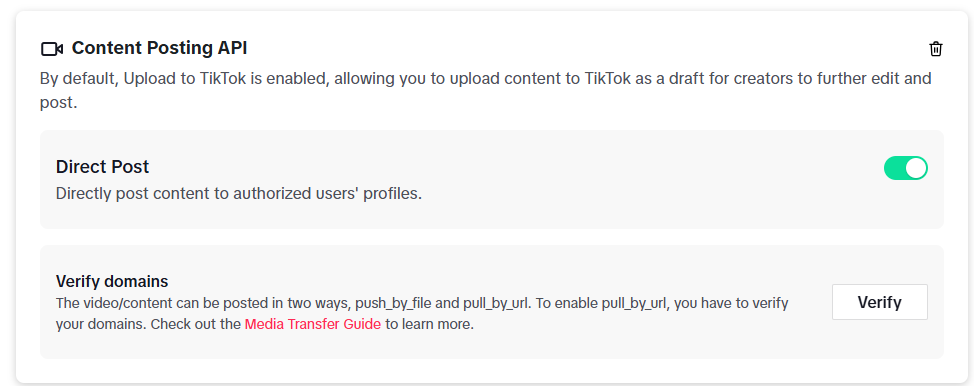 Content Posting API
By default, Upload to TikTok is enabled, allowing you to upload content to TikTok as a draft for creators to further edit and
post.
Direct Post
Directly post content to authorized users' profiles.
Verify domains
The video/content can be posted in two ways, push_by_file and pull_by_url. To enable pull_by_url, you have to verify
your domains. Check out the Media Transfer Guide to learn more.
Verify